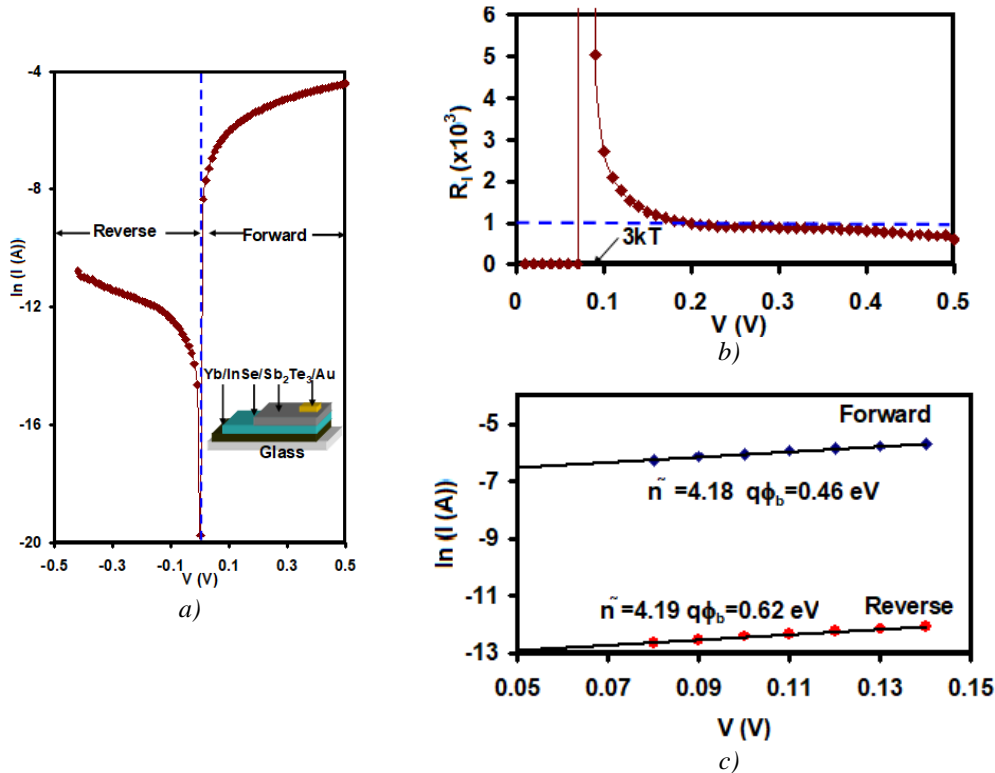 -4
-8
-12
-16
-20
ln (I (A))
Reverse
Forward
Yb/InSe/Sb₂Te₃/Au
Glass
-0.5 -0.3 -0.1 0.1 0.3 0.5
V (V)
a)
6
5
4
3
2
1
0
R_I (x10³)
3kT
0 0.1 0.2 0.3 0.4 0.5
V (V)
b)
-5
-7
-9
-11
-13
ln (I (A))
Forward
n˜ =4.18 qϕ_b=0.46 eV
n˜=4.19 qϕ_b=0.62 eV
Reverse
0.05 0.07 0.09 0.11 0.13 0.15
V (V)
c)